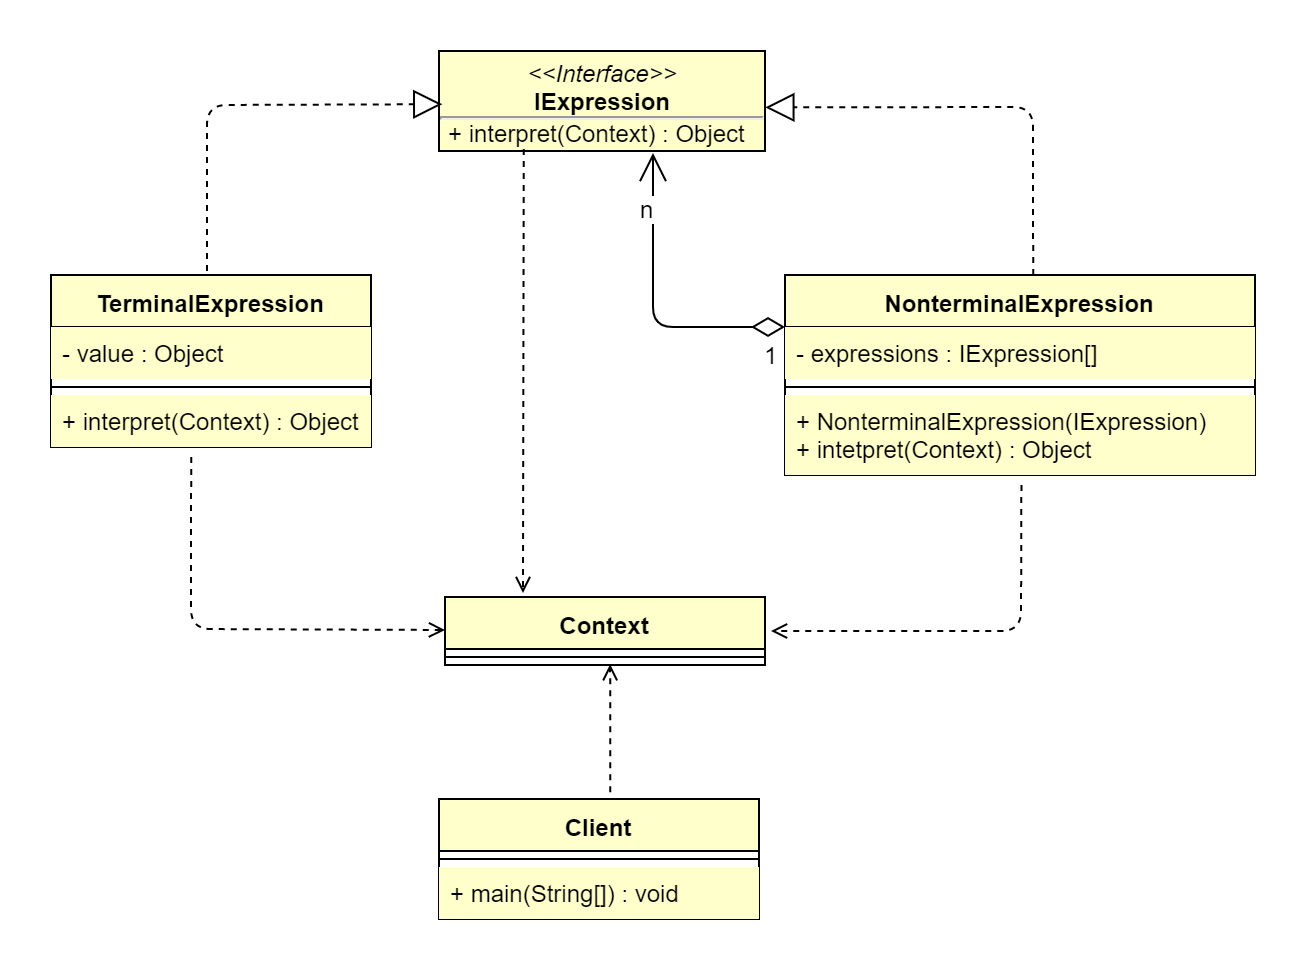 <<Interface>>
IExpression
+ interpret(Context) : Object
n
TerminalExpression
- value : Object
+ interpret(Context) : Object
NonterminalExpression
1
- expressions : IExpression[]
+ NonterminalExpression(IExpression)
+ intetpret(Context) : Object
Context
Client
+ main(String[]) : void